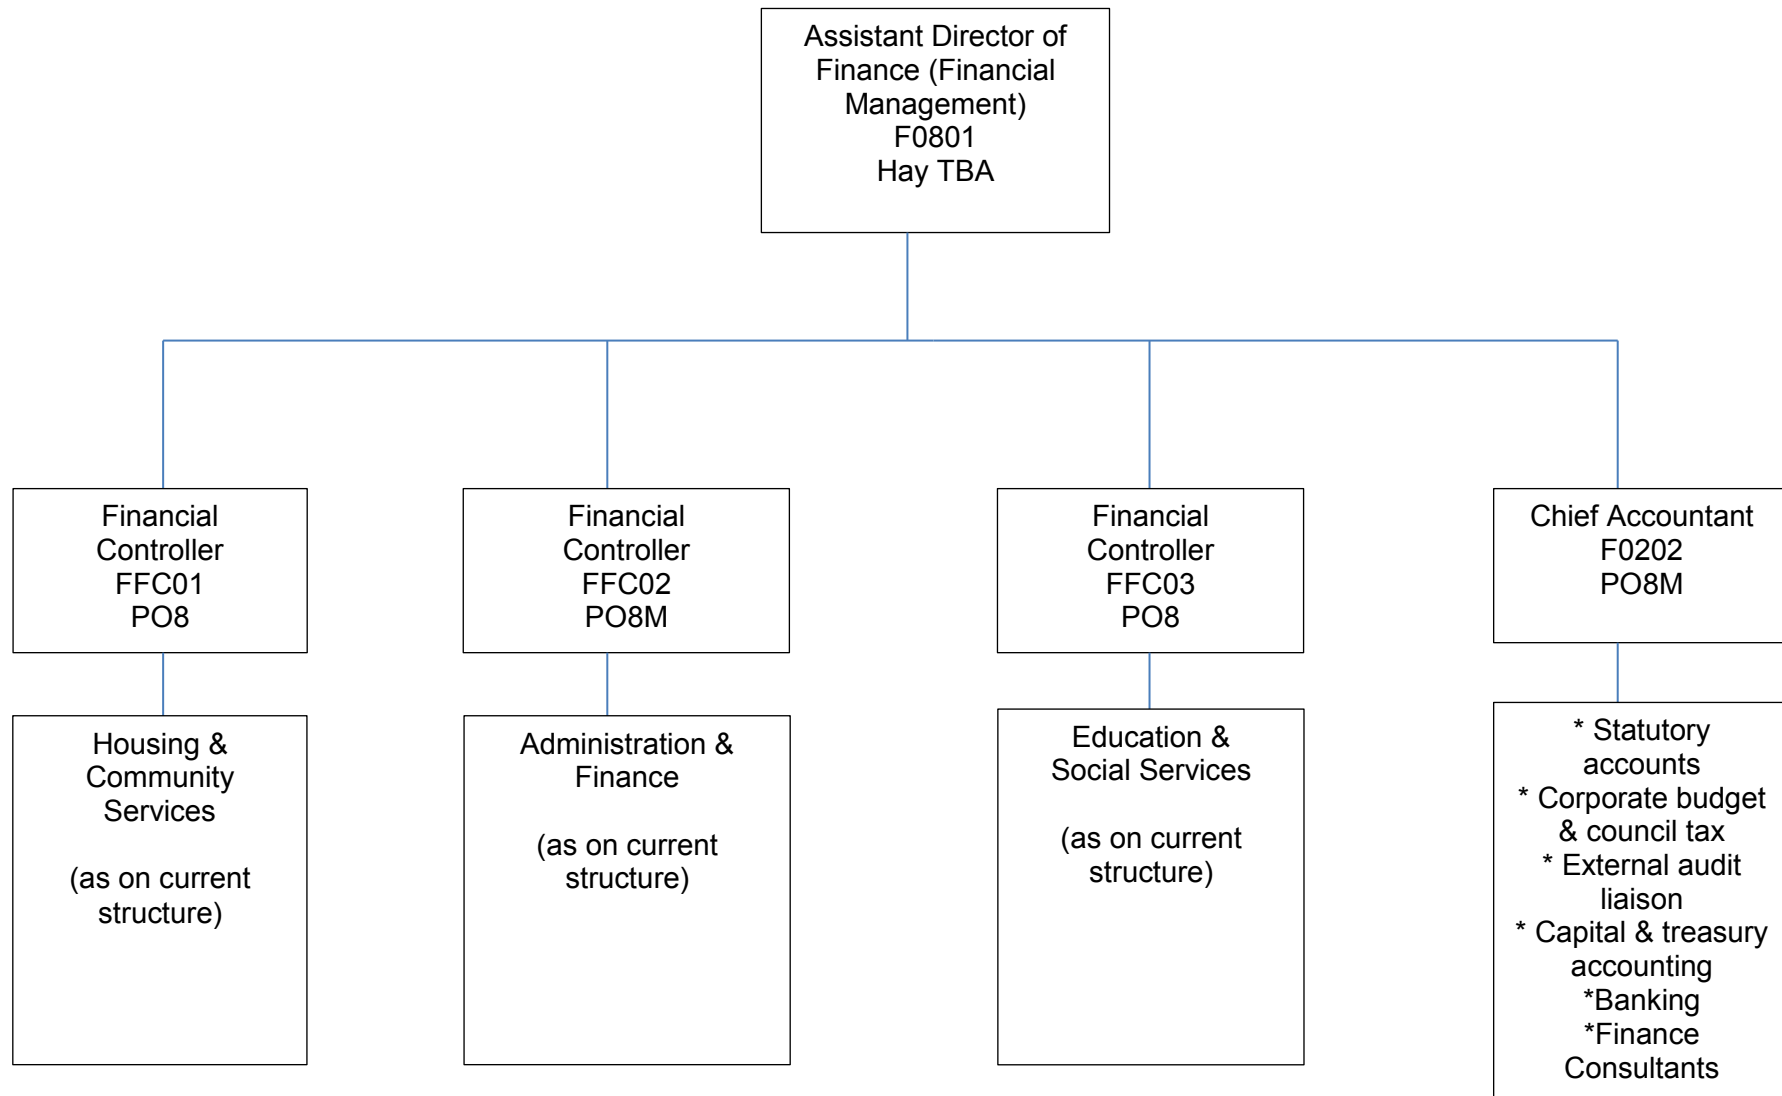 Assistant Director of
Finance (Financial
Management)
F0801
Hay TBA
Financial
Controller
FFC01
PO8
Financial
Controller
FFC02
PO8M
Financial
Controller
FFC03
PO8
Chief Accountant
F0202
PO8M
Housing &
Community
Services
(as on current
structure)
Administration &
Finance
(as on current
structure)
Education &
Social Services
(as on current
structure)
* Statutory
accounts
* Corporate budget
& council tax
* External audit
liaison
* Capital & treasury
accounting
*Banking
*Finance
Consultants